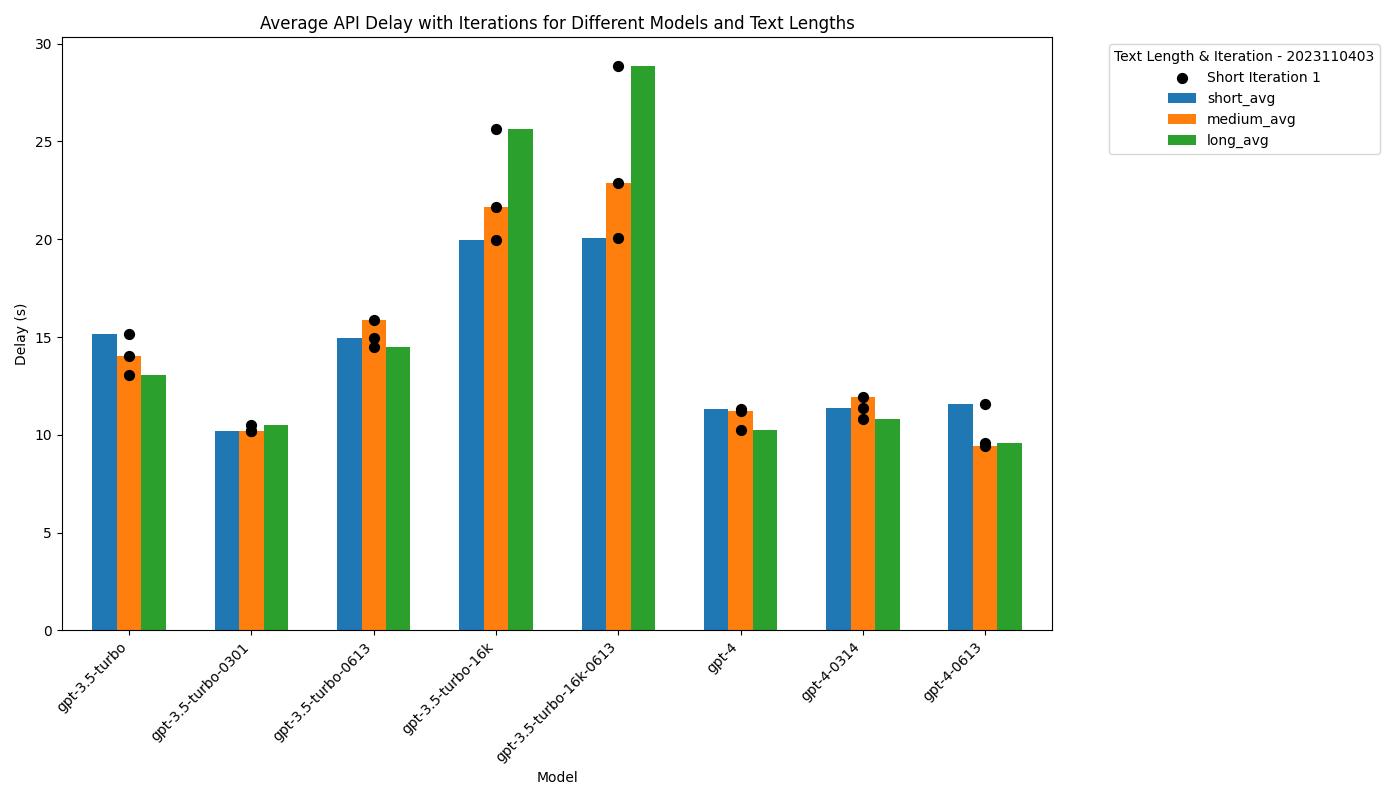 Average API Delay with Iterations for Different Models and Text Lengths
Text Length & Iteration - 2023110403
Short Iteration 1
short_avg
medium_avg
long_avg
Delay (s)
30
25
20
15
10
5
0
gpt-3.5-turbo
gpt-3.5-turbo-0301
gpt-3.5-turbo-0613
gpt-3.5-turbo-16k
gpt-3.5-turbo-16k-0613
gpt-4
gpt-4-0314
gpt-4-0613
Model